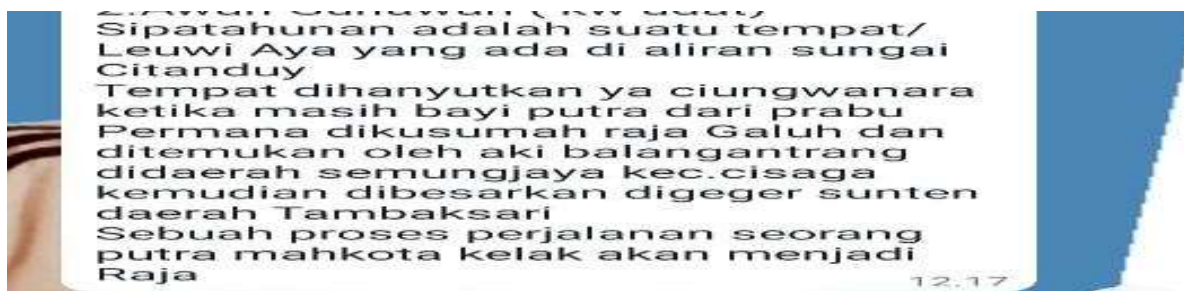 Sipatahunan adalah suatu tempat/
Leuwi Aya yang ada di aliran sungai
Citanduy
Tempat dihanyutkan ya ciungwanara
ketika masih bayi putra dari prabu
Permana dikusumah raja Galuh dan
ditemukan oleh aki balangantrang
didaerah semungjaya kec.cisaga
kemudian dibesarkan digeger sunten
daerah Tambaksari
Sebuah proses perjalanan seorang
putra mahkota kelak akan menjadi
Raja
12.17